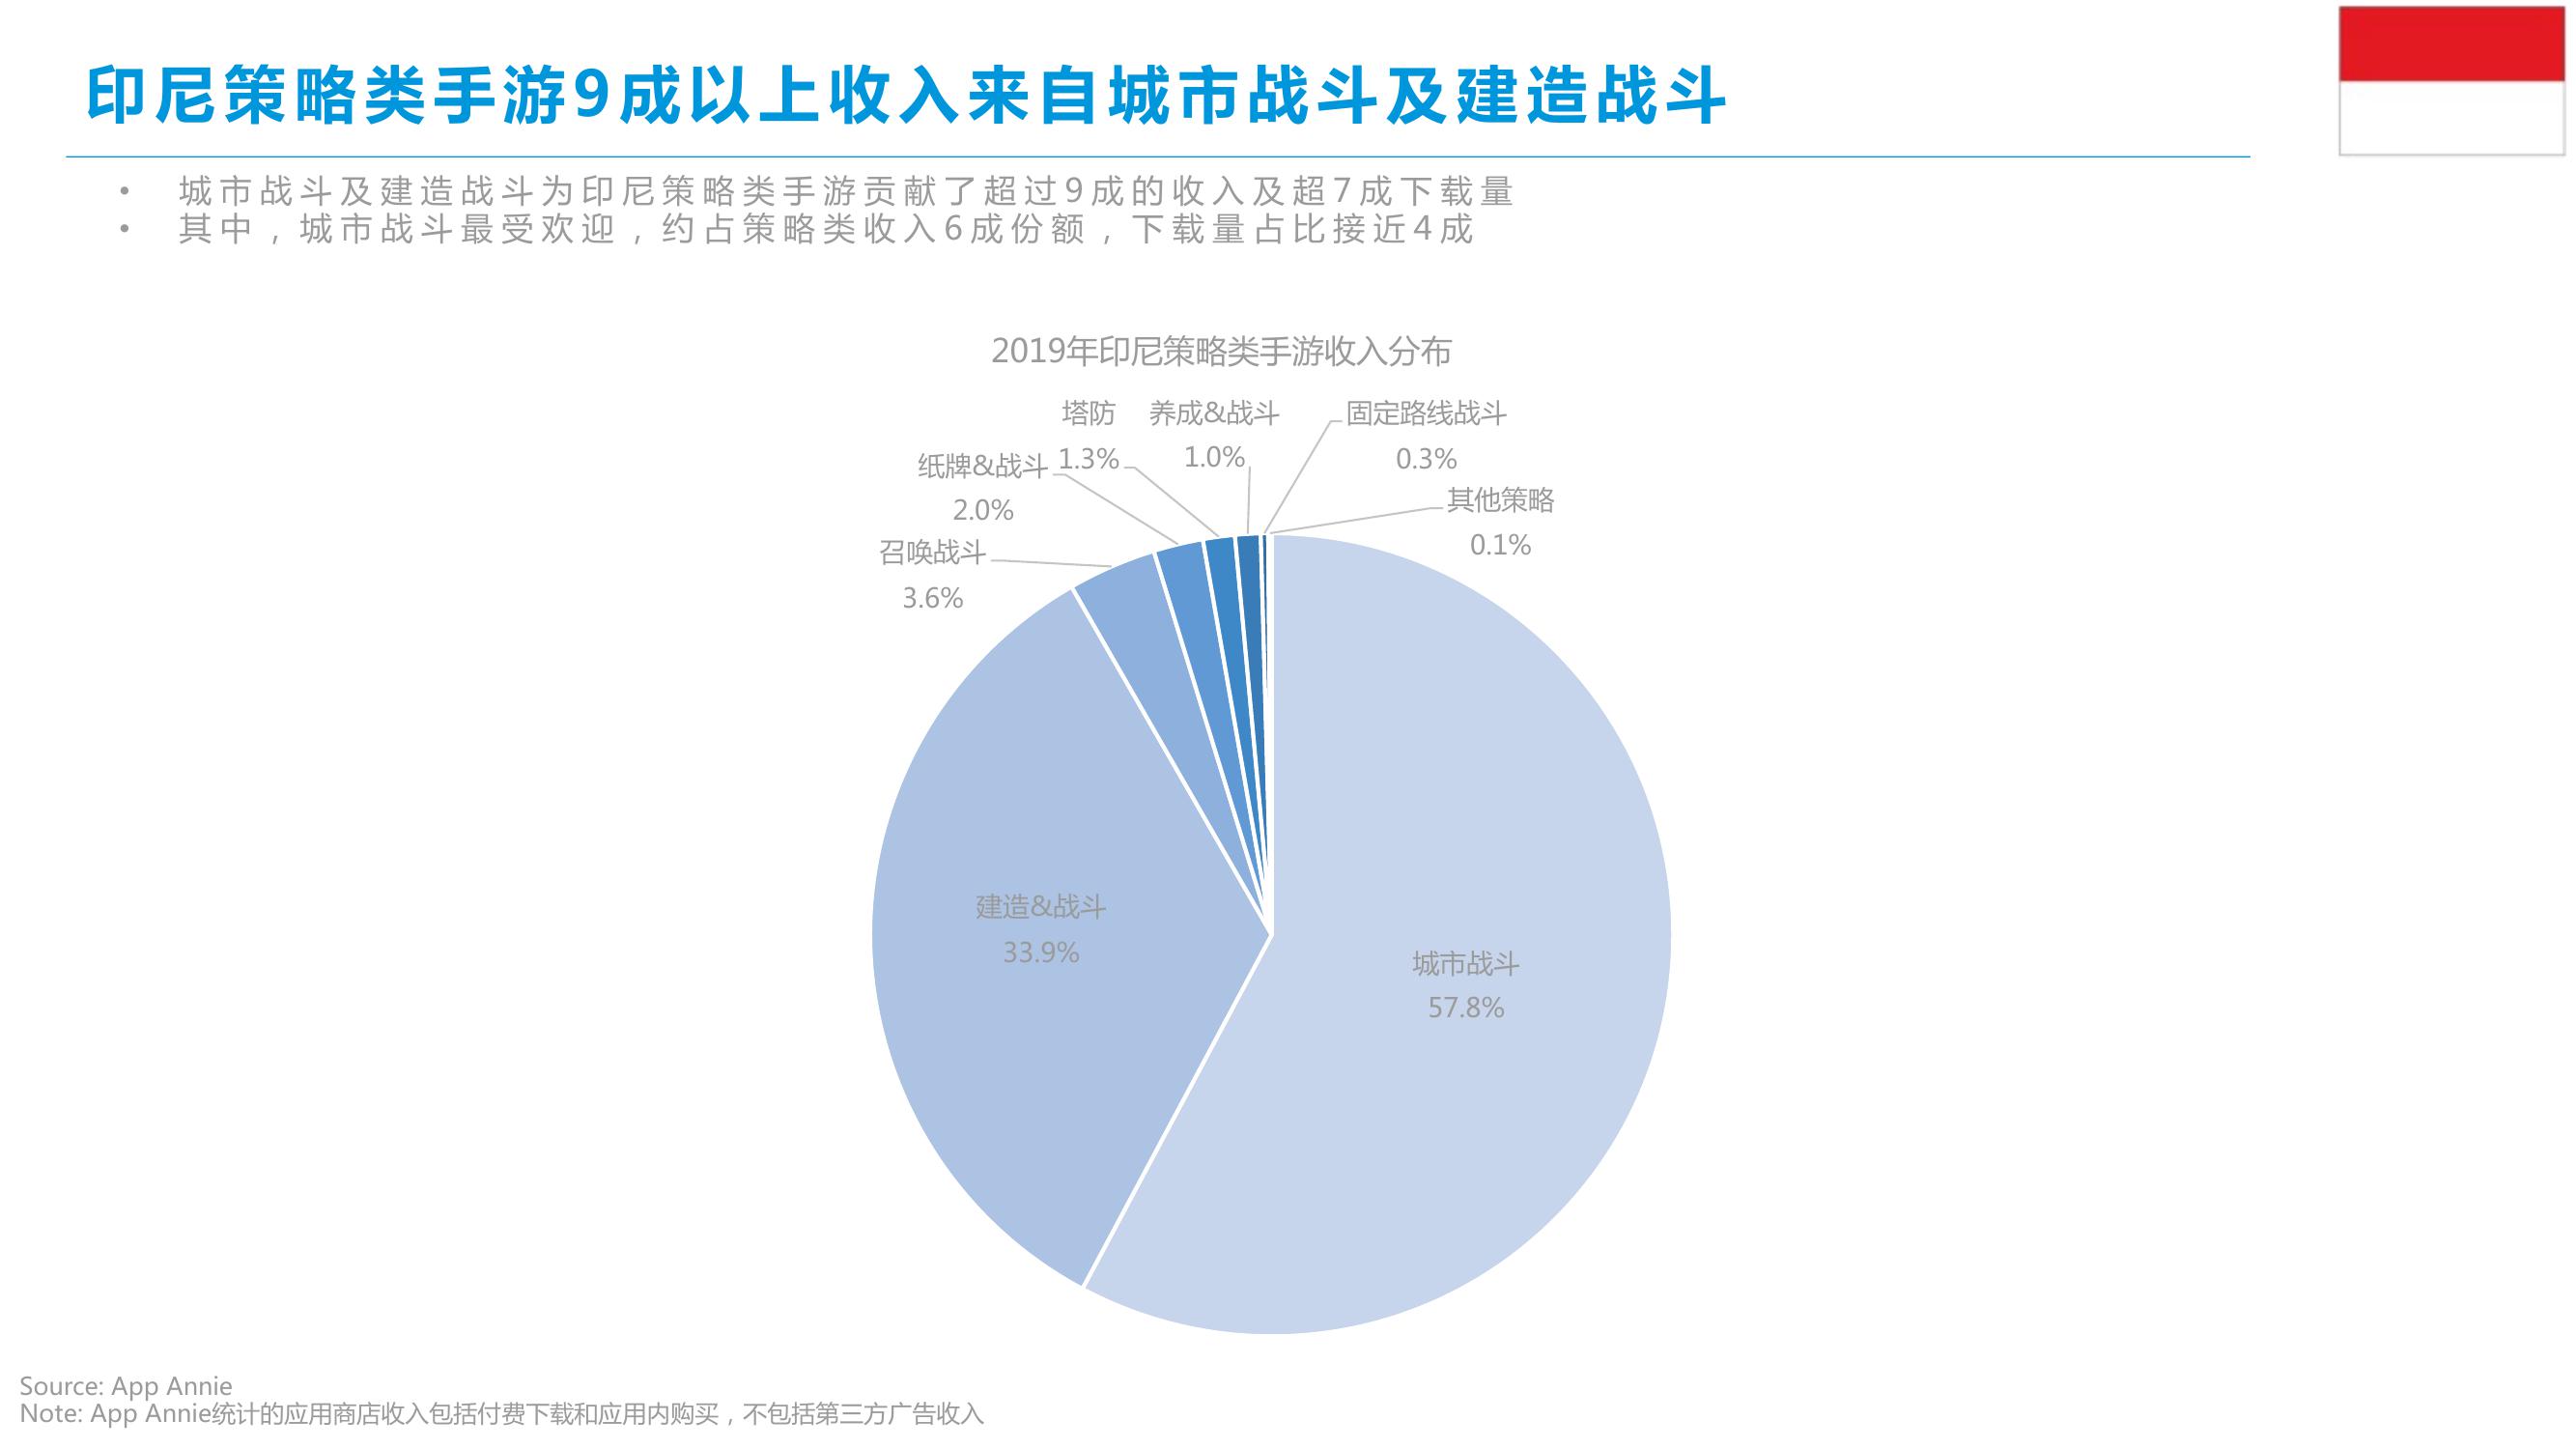 印尼策略类手游9成以上收入来自城市战斗及建造战斗
• 城市战斗及建造战斗为印尼策略类手游贡献了超过9成的收入及超7成下载量
• 其中，城市战斗最受欢迎，约占策略类收入6成份额，下载量占比接近4成
2019年印尼策略类手游收入分布
塔防
1.3%
养成&战斗
1.0%
固定路线战斗
0.3%
纸牌&战斗
2.0%
其他策略
0.1%
召唤战斗
3.6%
建造&战斗
33.9%
城市战斗
57.8%
Source: App Annie
Note: App Annie统计的应用商店收入包括付费下载和应用内购买，不包括第三方广告收入